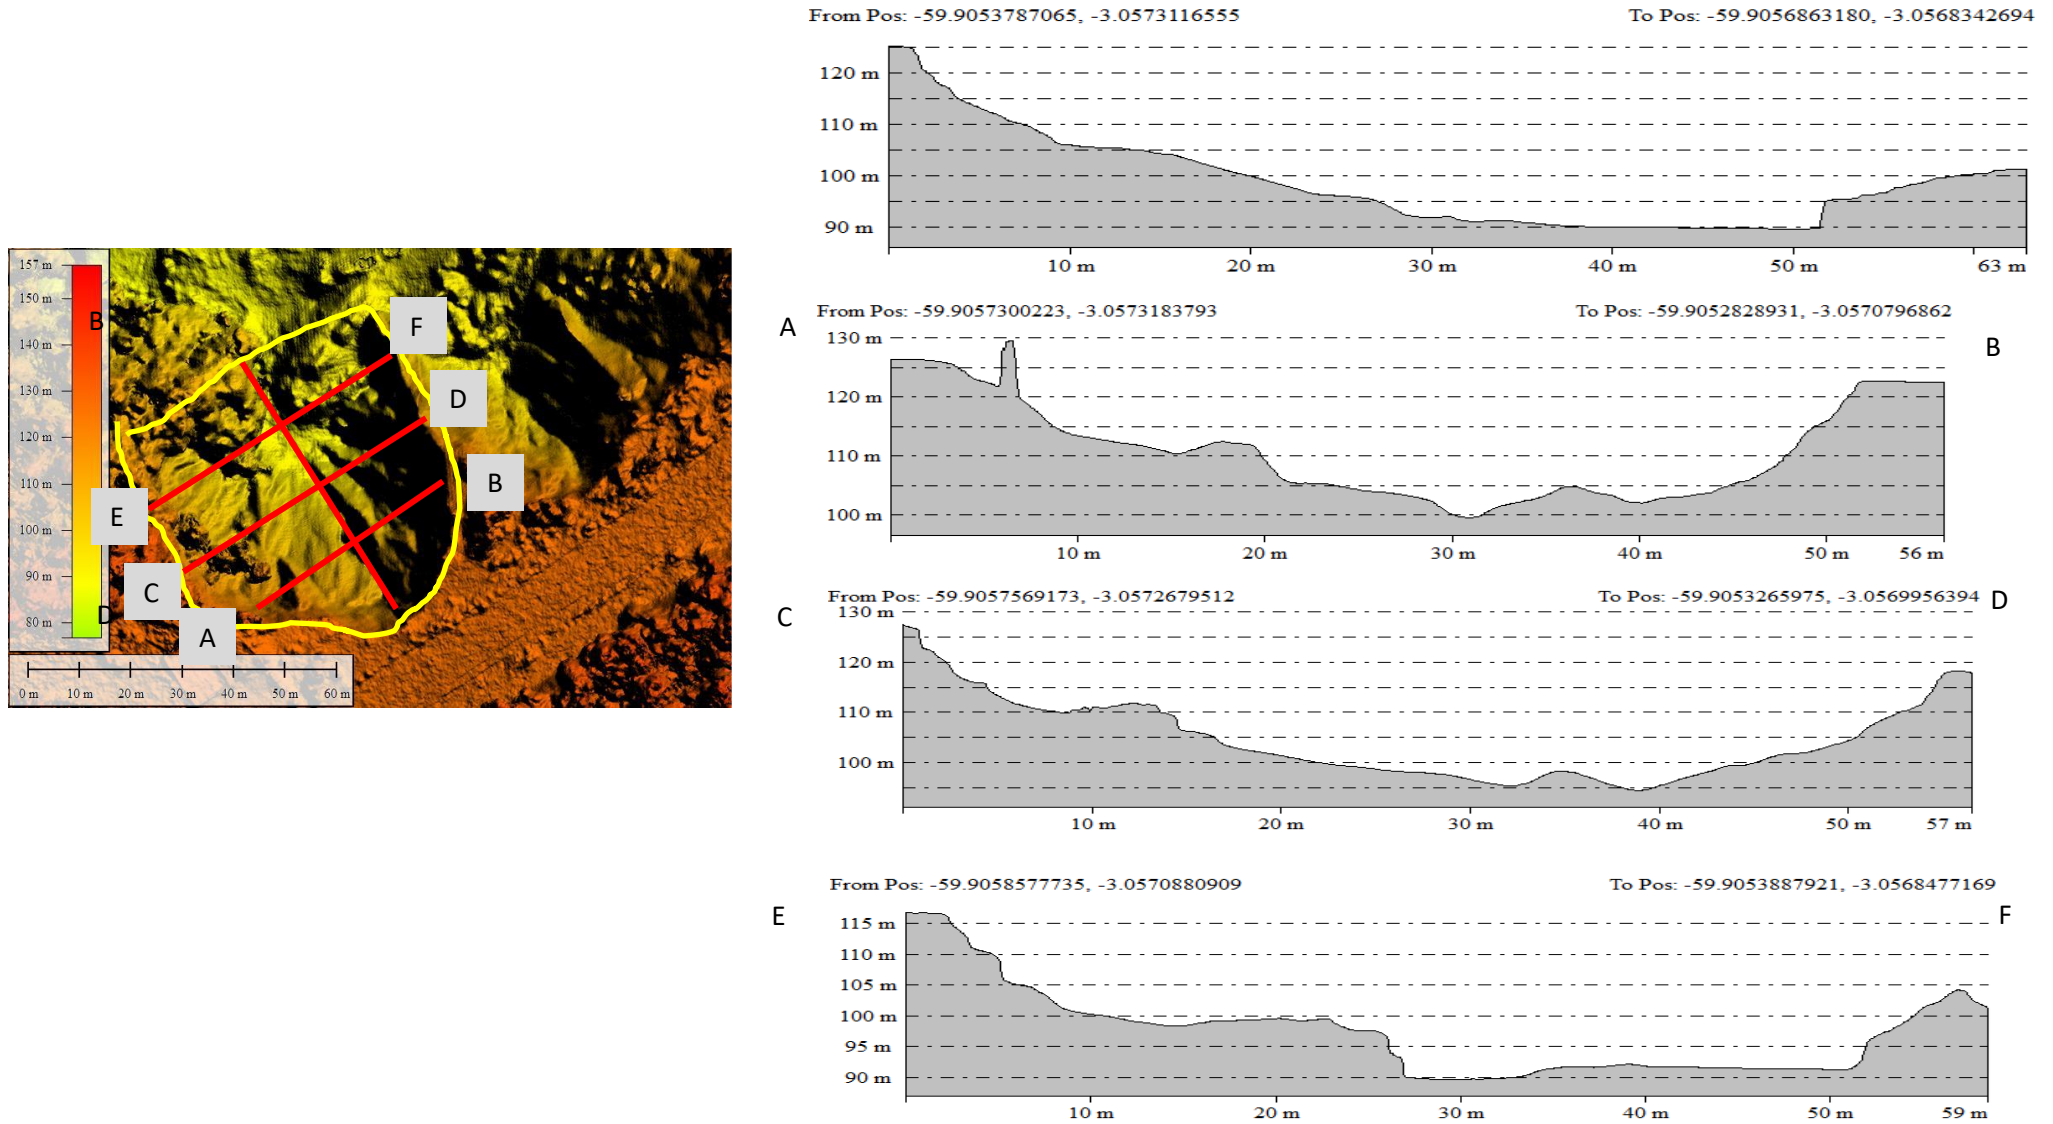 From Pos: -59.9053787065, -3.0573116555 To Pos: -59.9056863180, -3.0568342694
120 m
110 m
100 m
90 m
10 m 20 m 30 m 40 m 50 m 63 m
A From Pos: -59.9057300223, -3.0573183793 To Pos: -59.9052828931, -3.0570796862
B
130 m
120 m
110 m
100 m
10 m 20 m 30 m 40 m 50 m 56 m
C From Pos: -59.9057569173, -3.0572679512 To Pos: -59.9053265975, -3.0569956394 D
130 m
120 m
110 m
100 m
10 m 20 m 30 m 40 m 50 m 57 m
From Pos: -59.9058577735, -3.0570880909 To Pos: -59.9053887921, -3.0568477169
E F
115 m
110 m
105 m
100 m
95 m
90 m
10 m 20 m 30 m 40 m 50 m 59 m
157 m
150 m
B
140 m
130 m
120 m
110 m
100 m
90 m
D
80 m
F
D
B
E
C
A
0 m 10 m 20 m 30 m 40 m 50 m 60 m